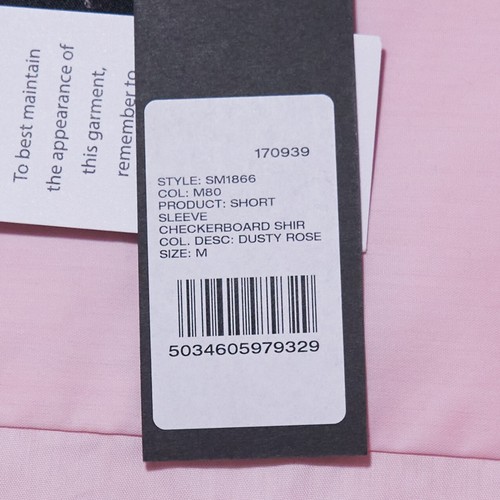 To best maintain
the appearance of
this garment,
remember to
170939
STYLE: SM1866
COL: M80
PRODUCT: SHORT
SLEEVE
CHECKERBOARD SHIR
COL. DESC: DUSTY ROSE
SIZE: M
5034605979329